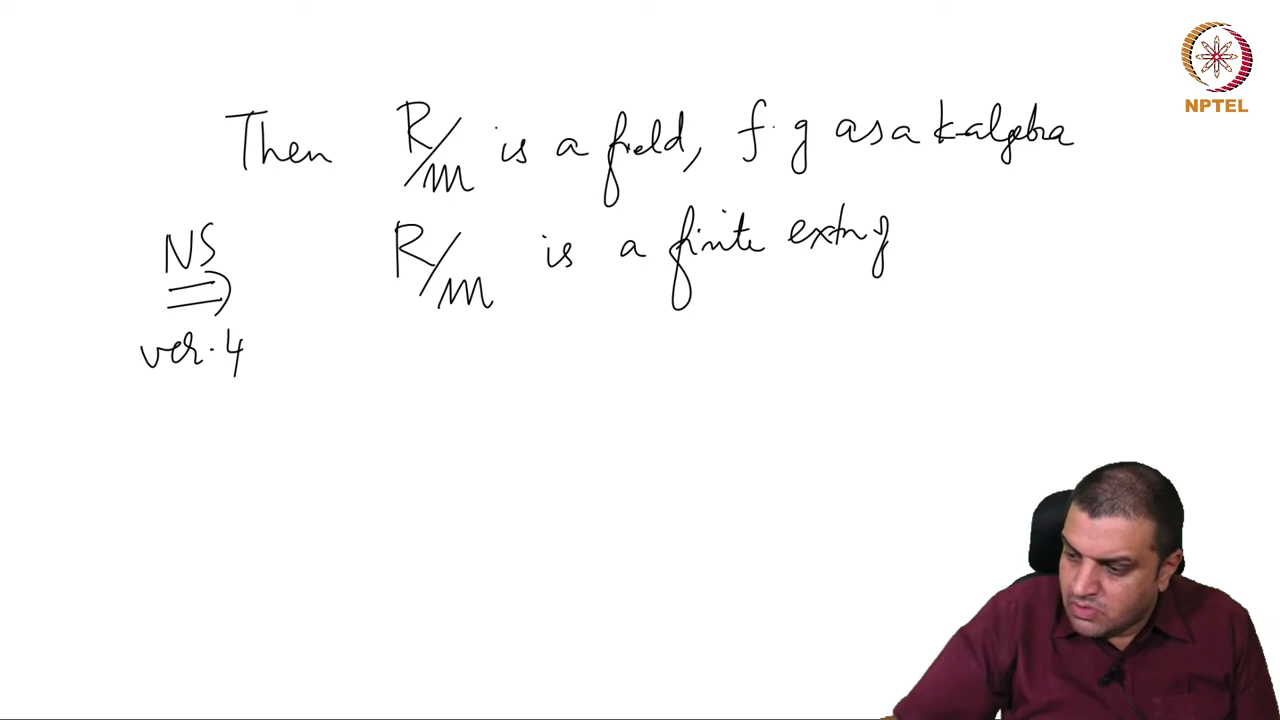 NPTEL
Then R/m is a field, f.g as a k-algebra
NS ⟹ R/m is a finite extn of
ver. 4